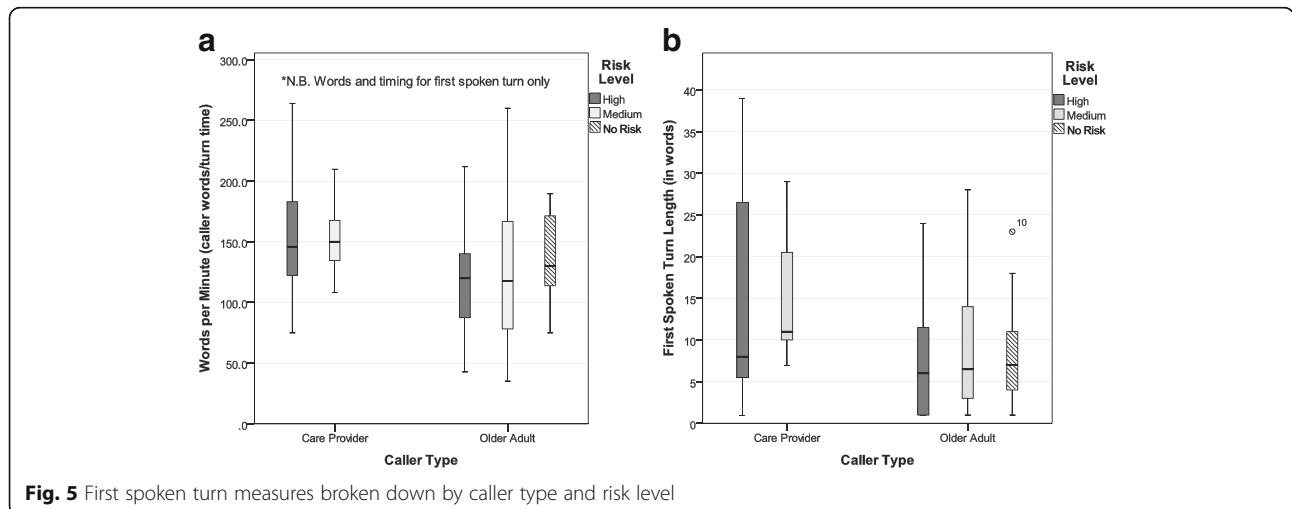 a
300.0
250.0
200.0
150.0
100.0
50.0
.0
Words per Minute (caller words/turn time)
*N.B. Words and timing for first spoken turn only
Risk
Level
High
Medium
No Risk
Care Provider
Older Adult
Caller Type
b
40
35
30
25
20
15
10
5
0
First Spoken Turn Length (in words)
10
Risk
Level
High
Medium
No Risk
Care Provider
Older Adult
Caller Type
Fig. 5 First spoken turn measures broken down by caller type and risk level